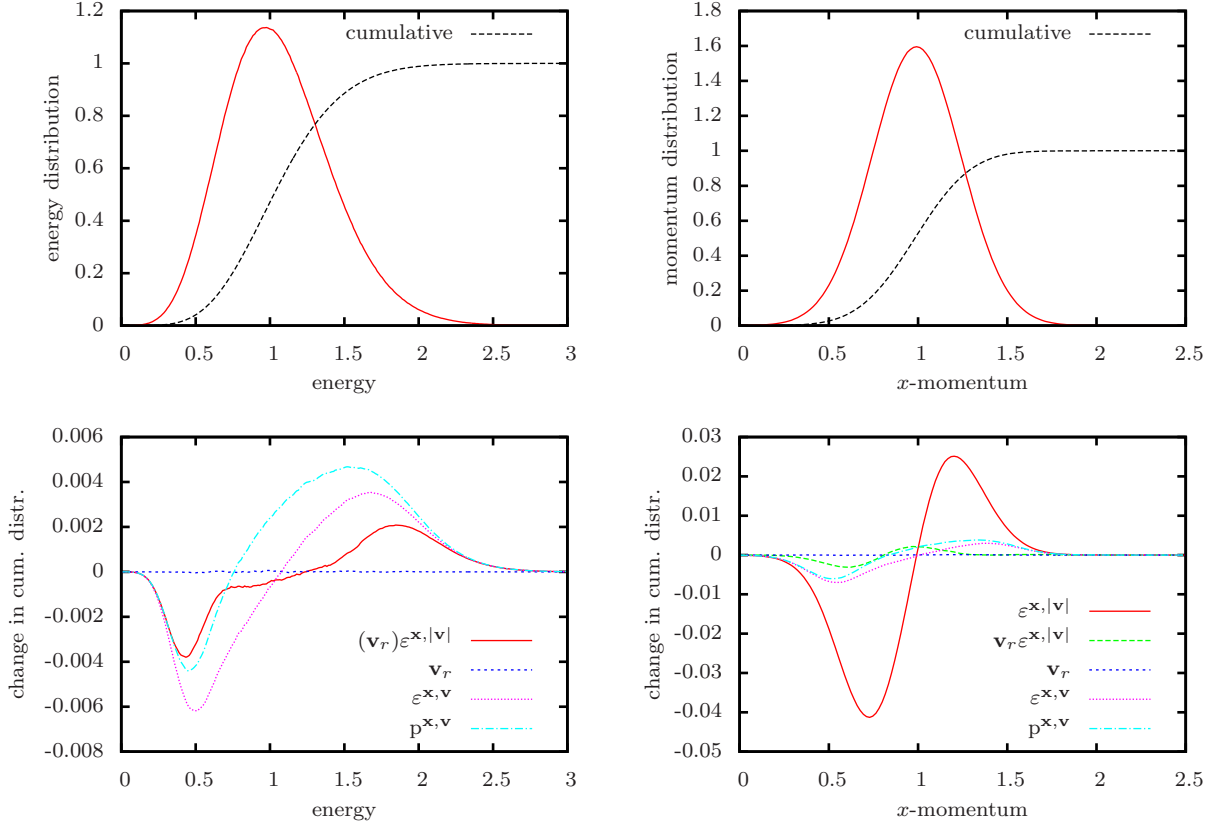 1.2
1
0.8
0.6
0.4
0.2
0
energy distribution
cumulative
0 0.5 1 1.5 2 2.5 3
energy
1.8
1.6
1.4
1.2
1
0.8
0.6
0.4
0.2
0
momentum distribution
cumulative
0 0.5 1 1.5 2 2.5
x-momentum
0.006
0.004
0.002
0
-0.002
-0.004
-0.006
-0.008
change in cum. distr.
(v_r)ε^{x,|v|}
v_r
ε^{x,v}
p^{x,v}
0 0.5 1 1.5 2 2.5 3
energy
0.03
0.02
0.01
0
-0.01
-0.02
-0.03
-0.04
-0.05
change in cum. distr.
ε^{x,|v|}
v_rε^{x,|v|}
v_r
ε^{x,v}
p^{x,v}
0 0.5 1 1.5 2 2.5
x-momentum